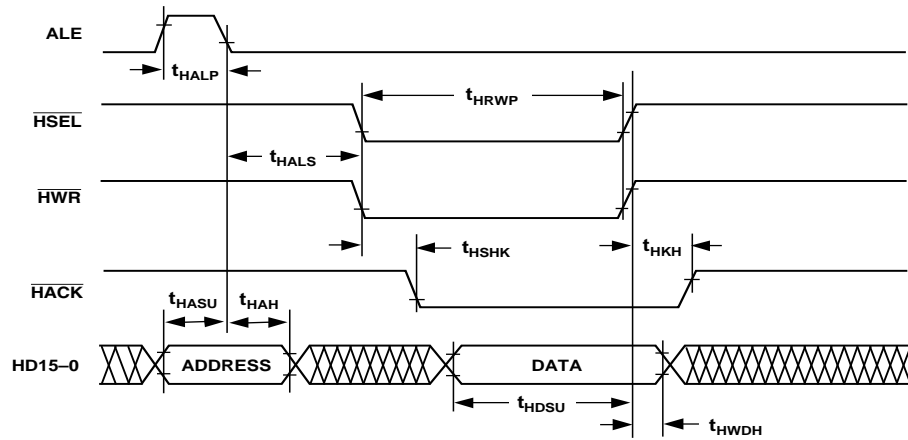 ALE
tHALP
tHRWP
HSEL
tHALS
HWR
tHSHK
tHKH
HACK
tHASU
tHAH
HD15–0
ADDRESS
DATA
tHDSU
tHWDH